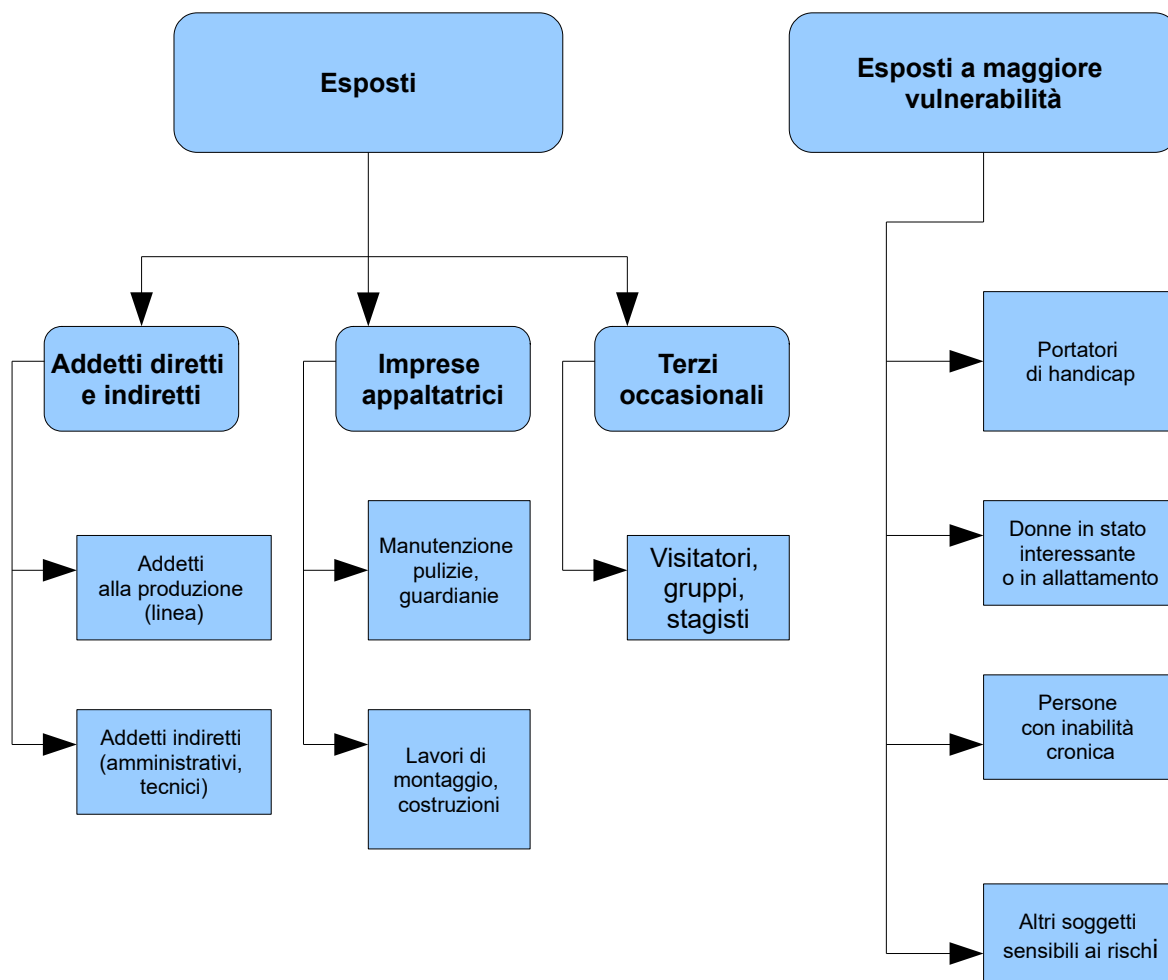 Esposti
Esposti a maggiore
vulnerabilità
Addetti diretti
e indiretti
Imprese
appaltatrici
Terzi
occasionali
Portatori
di handicap
Addetti
alla produzione
(linea)
Manutenzione
pulizie,
guardianie
Visitatori,
gruppi,
stagisti
Donne in stato
interessante
o in allattamento
Addetti indiretti
(amministrativi,
tecnici)
Lavori di
montaggio,
costruzioni
Persone
con inabilità
cronica
Altri soggetti
sensibili ai rischi